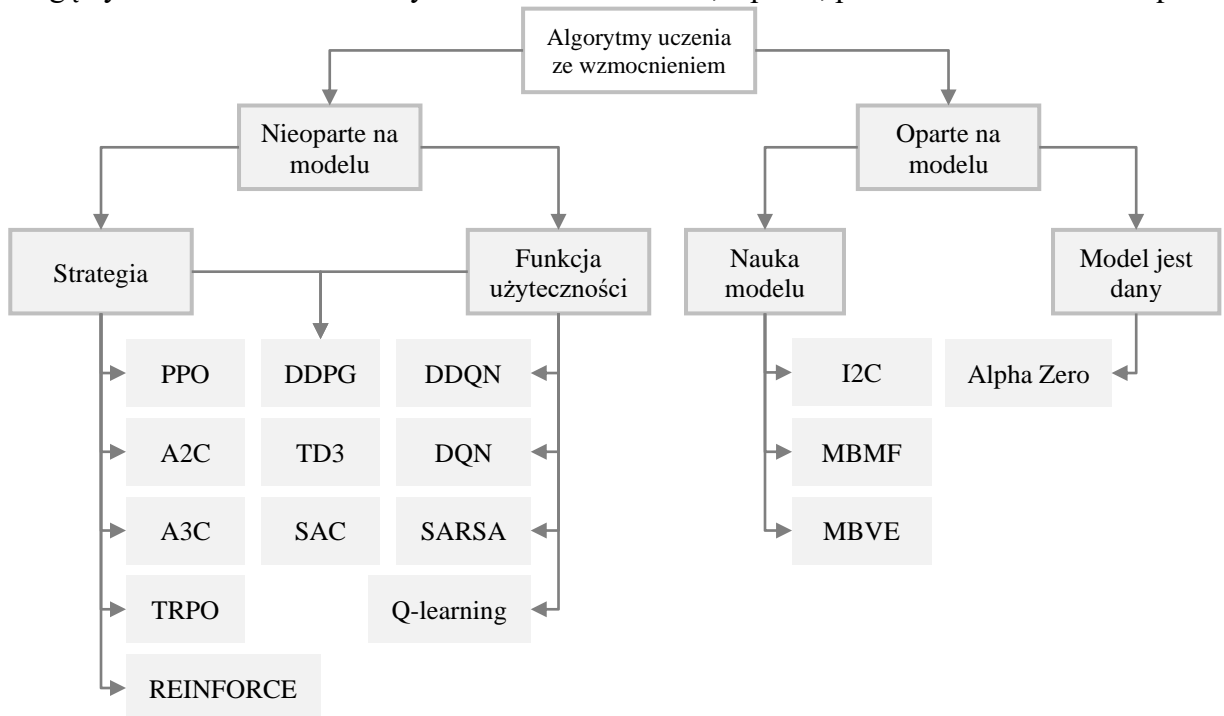 Algorytmy uczenia
ze wzmocnieniem
Nieoparte na
modelu
Oparte na
modelu
Strategia
Funkcja
użyteczności
Nauka
modelu
Model jest
dany
PPO
DDPG
DDQN
I2C
Alpha Zero
A2C
TD3
DQN
MBMF
A3C
SAC
SARSA
MBVE
TRPO
Q-learning
REINFORCE